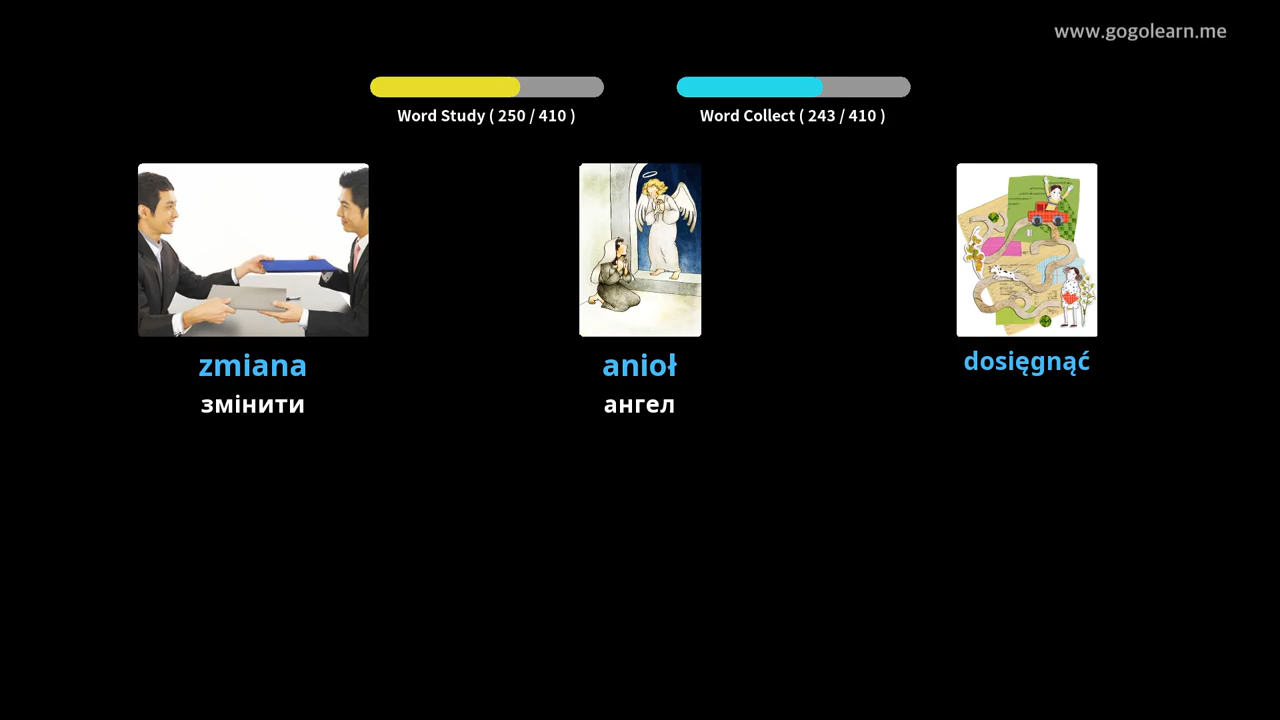 www.gogolearn.me
Word Study ( 250 / 410 )
Word Collect ( 243 / 410 )
zmiana
anioł
dosięgnąć
змінити
ангел